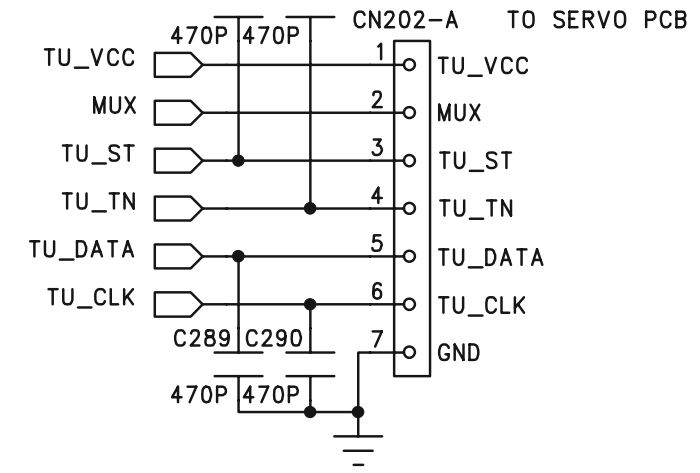 CN202-A TO SERVO PCB
470P 470P
TU_VCC 1 TU_VCC
MUX 2 MUX
TU_ST 3 TU_ST
TU_TN 4 TU_TN
TU_DATA 5 TU_DATA
TU_CLK 6 TU_CLK
C289 C290 7 GND
470P 470P